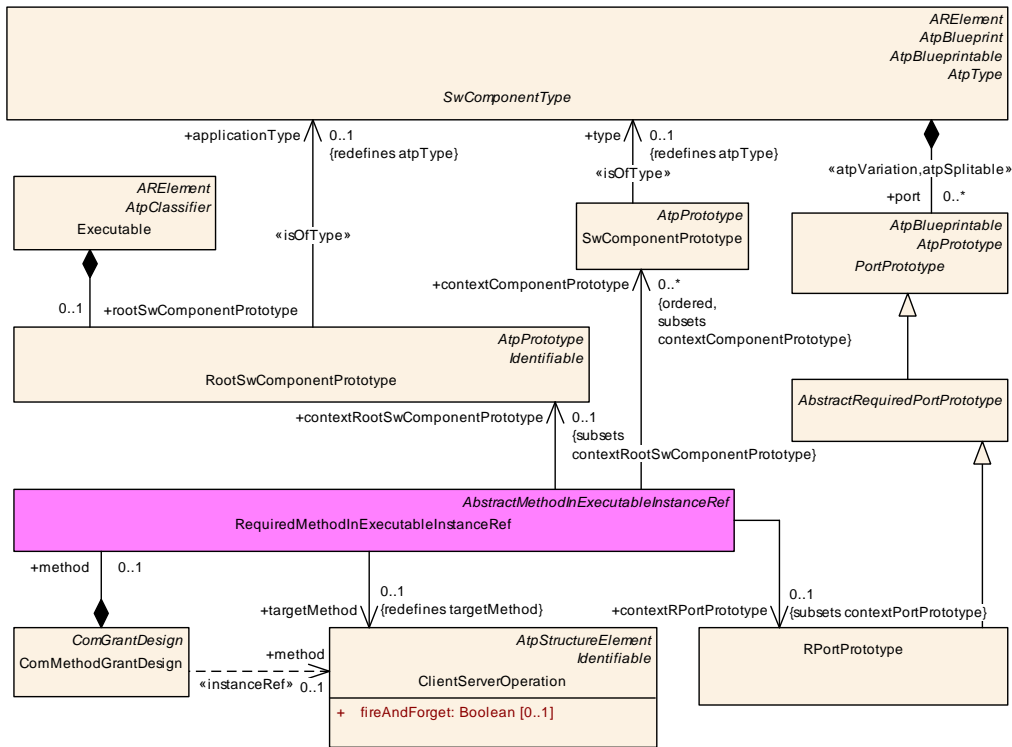 ARElement
AtpBlueprint
AtpBlueprintable
AtpType
SwComponentType
+applicationType
0..1
{redefines atpType}
+type
0..1
{redefines atpType}
«isOfType»
«atpVariation,atpSplitable»
+port
0..*
ARElement
AtpClassifier
Executable
«isOfType»
AtpPrototype
SwComponentPrototype
AtpBlueprintable
AtpPrototype
PortPrototype
0..1
+rootSwComponentPrototype
+contextComponentPrototype
0..*
{ordered,
subsets
contextComponentPrototype}
AtpPrototype
Identifiable
RootSwComponentPrototype
AbstractRequiredPortPrototype
+contextRootSwComponentPrototype
0..1
{subsets
contextRootSwComponentPrototype}
AbstractMethodInExecutableInstanceRef
RequiredMethodInExecutableInstanceRef
+method
0..1
+targetMethod
0..1
{redefines targetMethod}
+contextRPortPrototype
0..1
{subsets contextPortPrototype}
ComGrantDesign
ComMethodGrantDesign
+method
«instanceRef»
0..1
AtpStructureElement
Identifiable
ClientServerOperation
+ fireAndForget: Boolean [0..1]
RPortPrototype